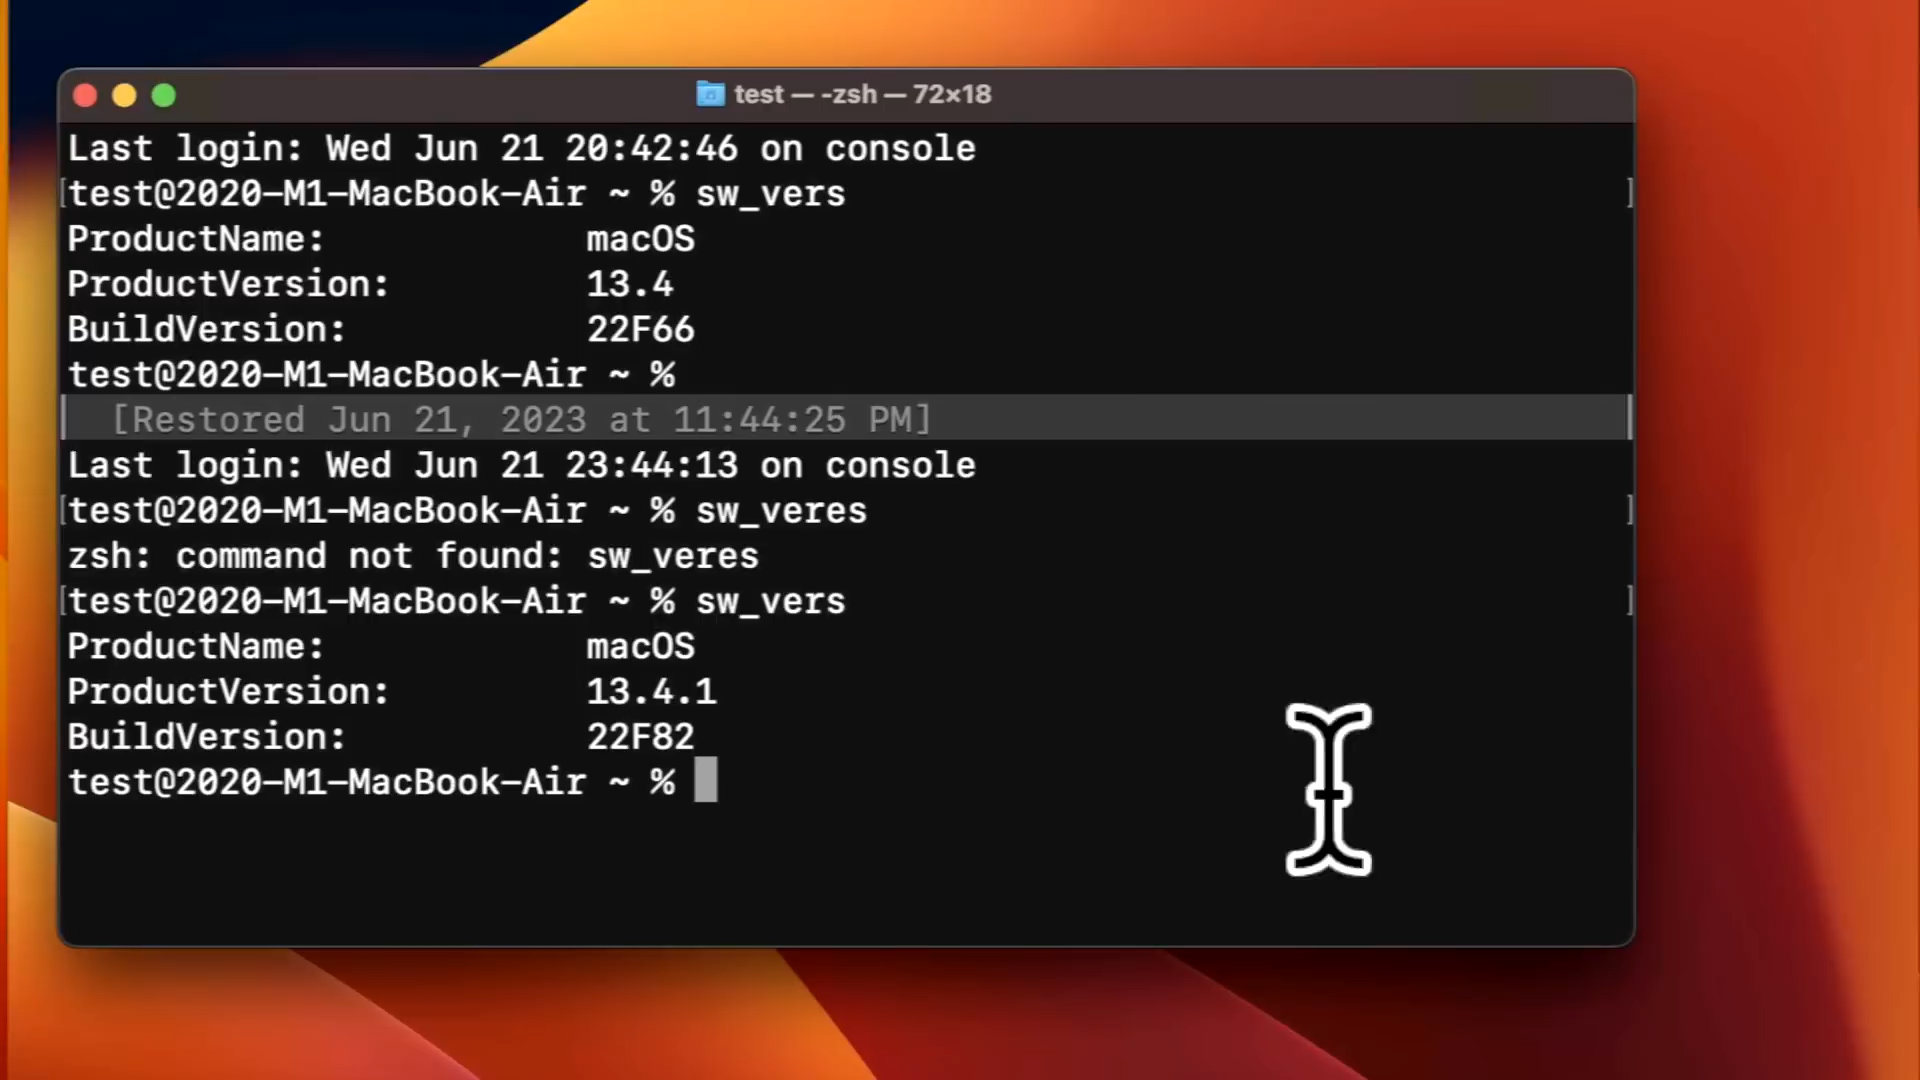 test — -zsh — 72×18
Last login: Wed Jun 21 20:42:46 on console
[test@2020-M1-MacBook-Air ~ % sw_vers ]
ProductName: macOS
ProductVersion: 13.4
BuildVersion: 22F66
test@2020-M1-MacBook-Air ~ %
[Restored Jun 21, 2023 at 11:44:25 PM]
Last login: Wed Jun 21 23:44:13 on console
[test@2020-M1-MacBook-Air ~ % sw_veres ]
zsh: command not found: sw_veres
[test@2020-M1-MacBook-Air ~ % sw_vers ]
ProductName: macOS
ProductVersion: 13.4.1
BuildVersion: 22F82
test@2020-M1-MacBook-Air ~ %